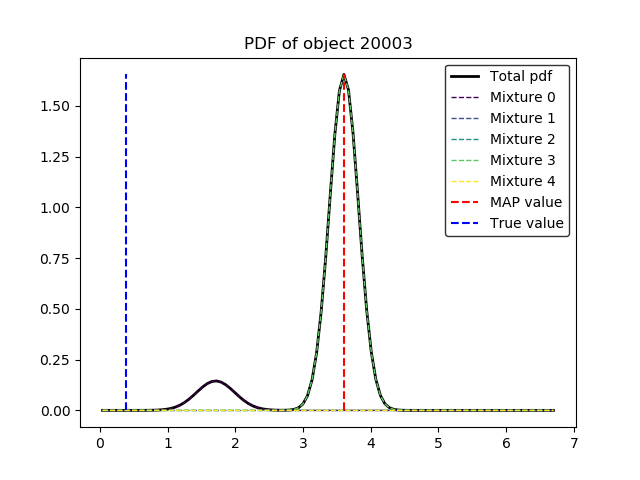 PDF of object 20003
Total pdf
Mixture 0
Mixture 1
Mixture 2
Mixture 3
Mixture 4
MAP value
True value
1.50
1.25
1.00
0.75
0.50
0.25
0.00
0 1 2 3 4 5 6 7